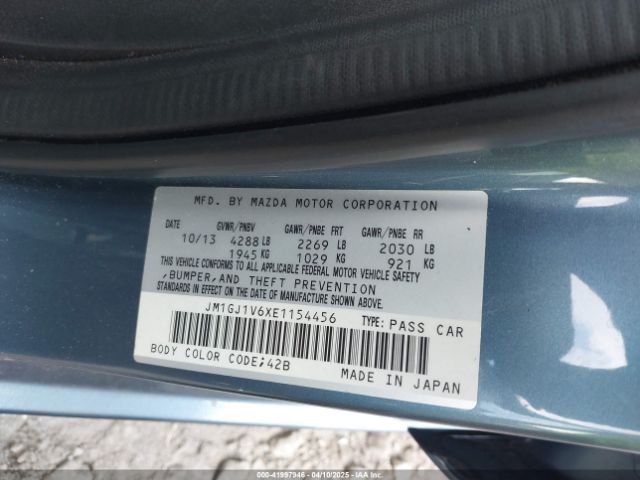 MFD. BY MAZDA MOTOR CORPORATION
DATE GVWR/PNBV GAWR/PNBE FRT GAWR/PNBE RR
10/13 4288 LB 2269 LB 2030 LB
1945 KG 1029 KG 921 KG
THIS VEHICLE CONFORMS TO ALL APPLICABLE FEDERAL MOTOR VEHICLE SAFETY
,BUMPER,AND THEFT PREVENTION
STANDARDS IN EFFECT ON THE DATE OF MANUFACTURE SHOWN ABOVE.
JM1GJ1V6XE1154456
TYPE: PASS CAR
BODY COLOR CODE;42B
MADE IN JAPAN
000-41997946 - 04/10/2025 - IAAI.CA